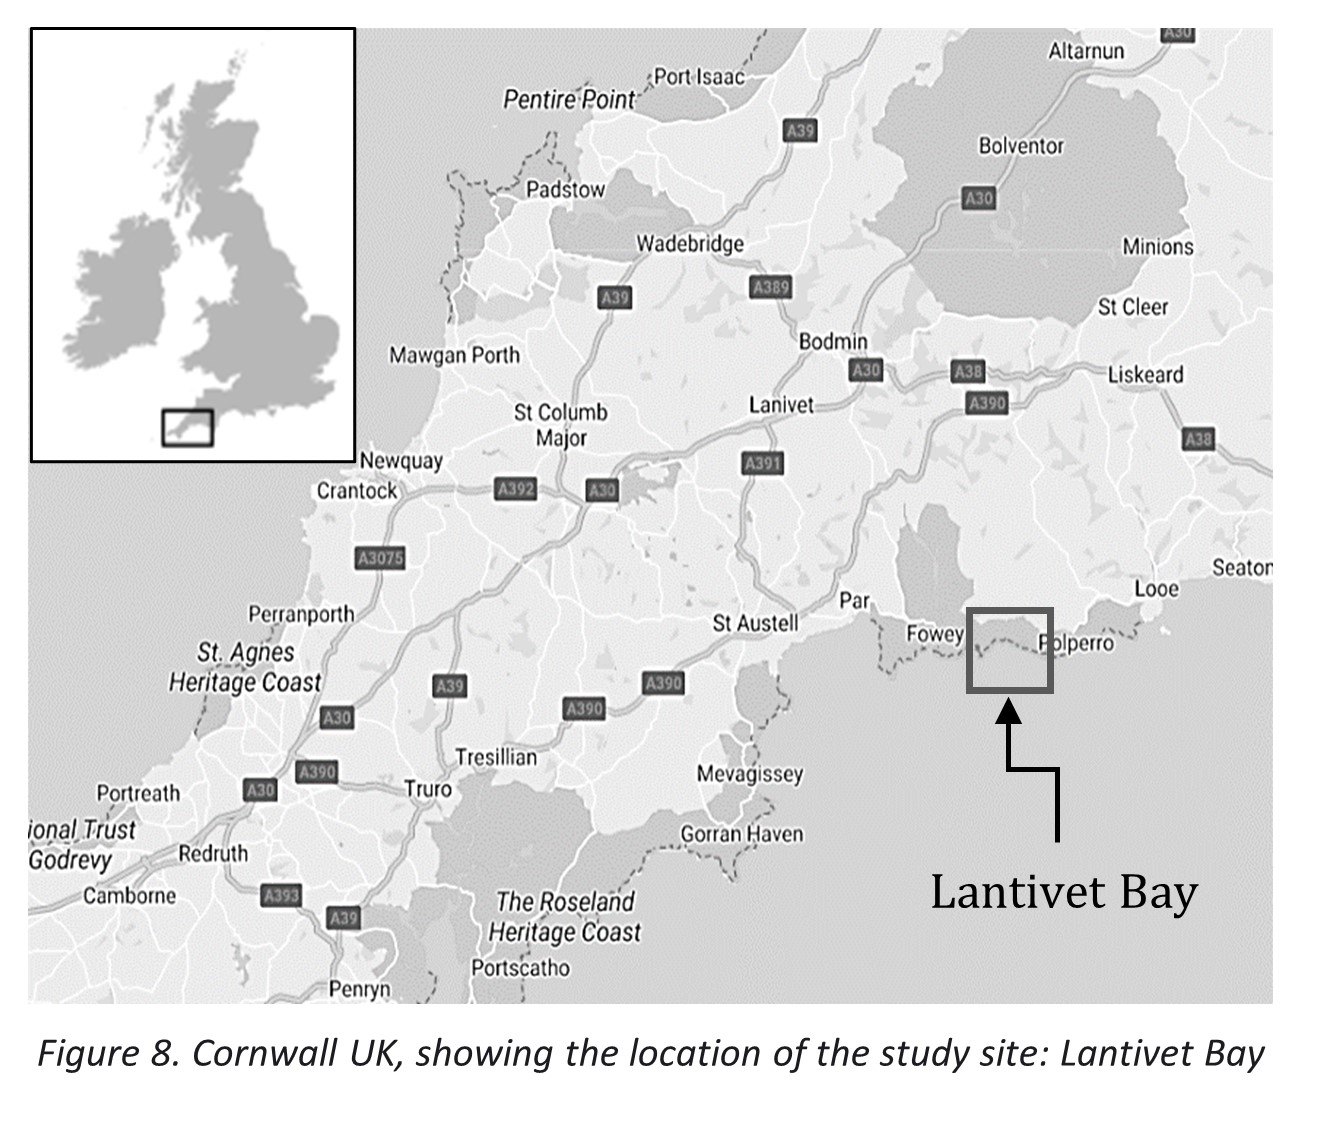 A30
Altarnun
Port Isaac
Pentire Point
A39
Bolventor
Padstow
A30
Wadebridge
Minions
A39
A389
St Cleer
Bodmin
Mawgan Porth
A30
A38
Liskeard
A390
Lanivet
St Columb
Major
A38
Newquay
A391
Crantock
A392
A30
A3075
Seaton
Looe
Par
Perranporth
St Austell
Fowey
Polperro
St. Agnes
Heritage Coast
A39
A390
A30
A390
Tresillian
A390
Mevagissey
A30
Truro
Portreath
ional Trust
Godrevy
Gorran Haven
Redruth
Camborne
A393
Lantivet Bay
The Roseland
Heritage Coast
A39
Portscatho
Penryn
Figure 8. Cornwall UK, showing the location of the study site: Lantivet Bay